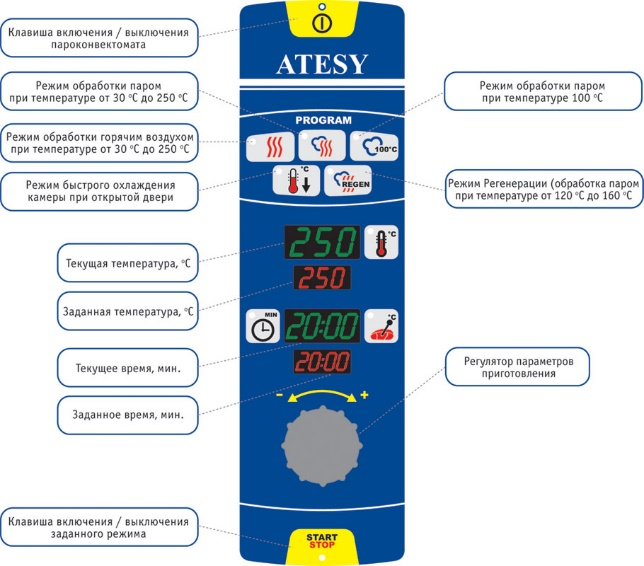 Клавиша включения / выключения
пароконвектомата
ATESY
Режим обработки паром
при температуре от 30 °С до 250 °С
Режим обработки паром
при температуре 100 °С
PROGRAM
Режим обработки горячим воздухом
при температуре от 30 °С до 250 °С
100°C
Режим быстрого охлаждения
камеры при открытой двери
°C
REGEN
Режим Регенерации (обработка паром
при температуре от 120 °С до 160 °С
250
°C
Текущая температура, °С
250
Заданная температура, °С
MIN
20:00
°C
Текущее время, мин.
20:00
Регулятор параметров
приготовления
Заданное время, мин.
- +
Клавиша включения / выключения
заданного режима
START
STOP